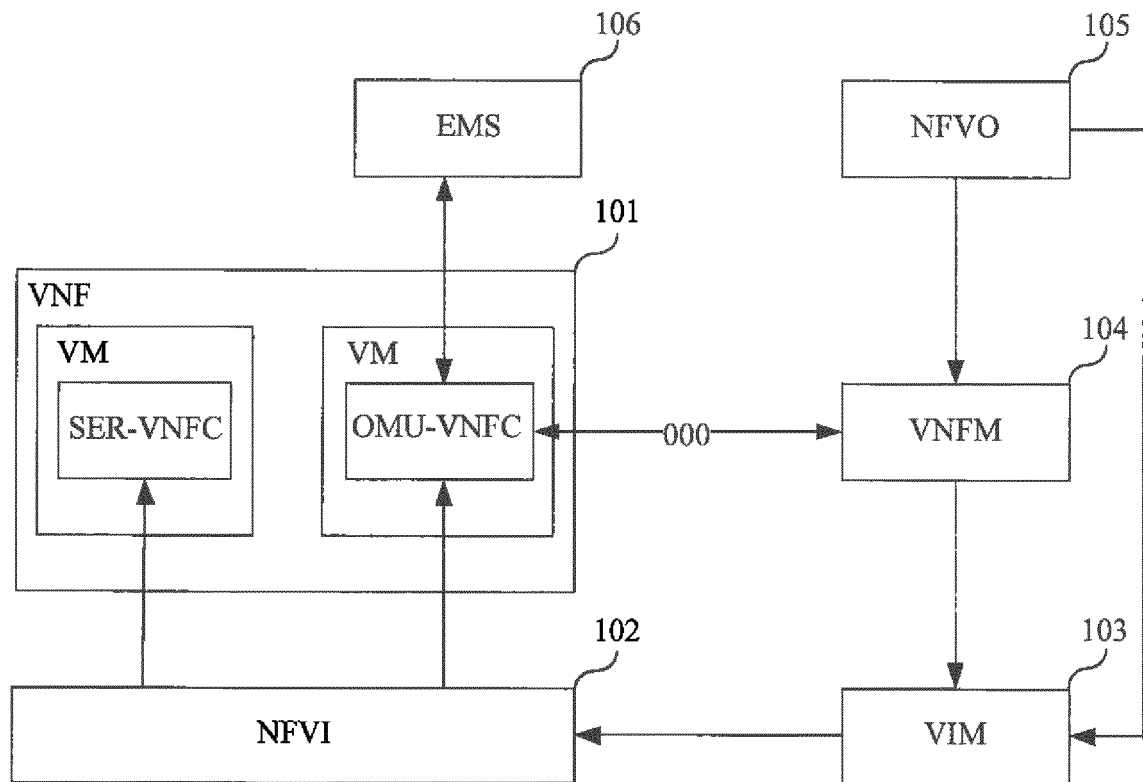 106
105
EMS
NFVO
101
VNF
VM
VM
104
SER-VNFC
OMU-VNFC
000
VNFM
102
103
NFVI
VIM